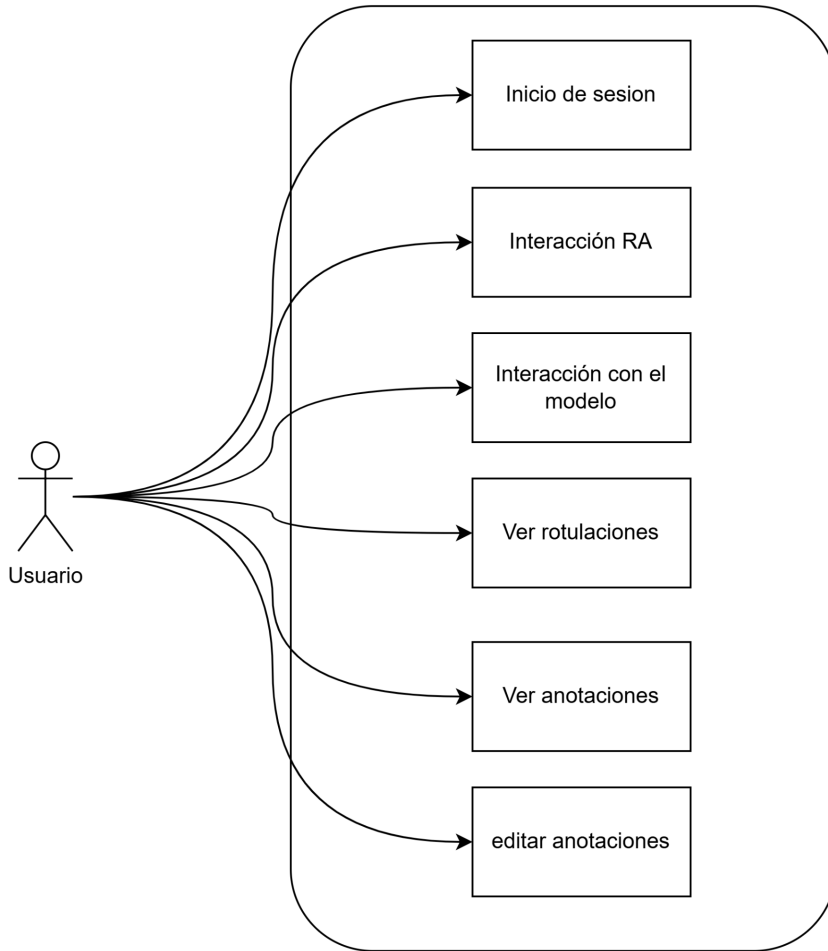 Inicio de sesion
Interacción RA
Interacción con el
modelo
Usuario
Ver rotulaciones
Ver anotaciones
editar anotaciones